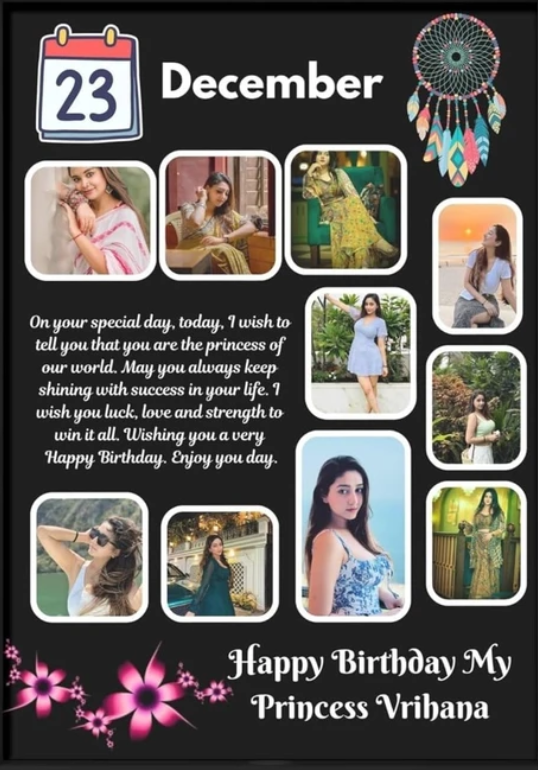 23
December
On your special day, today, I wish to
tell you that you are the princess of
our world. May you always keep
shining with success in your life. I
wish you luck, love and strength to
win it all. Wishing you a very
Happy Birthday. Enjoy you day.
Happy Birthday My
Princess Vrihana